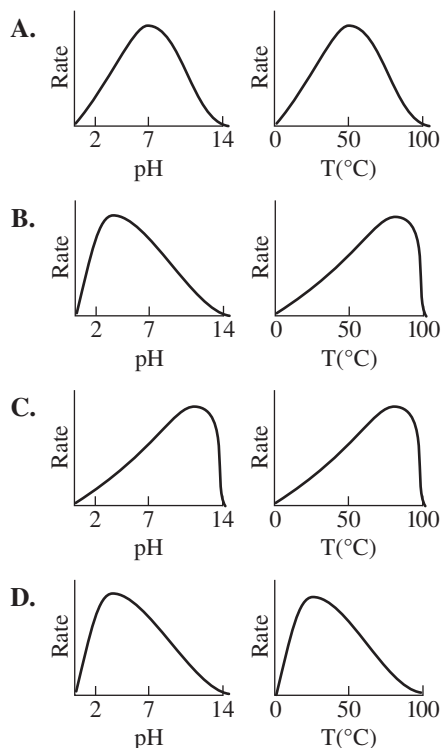 A.
Rate
2 7 14
pH
Rate
0 50 100
T(°C)
B.
Rate
2 7 14
pH
Rate
0 50 100
T(°C)
C.
Rate
2 7 14
pH
Rate
0 50 100
T(°C)
D.
Rate
2 7 14
pH
Rate
0 50 100
T(°C)